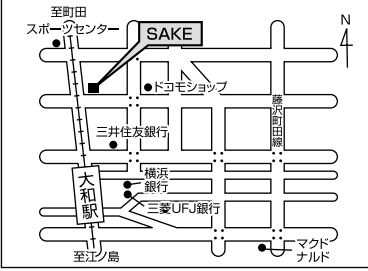 至町田
スポーツセンター
SAKE
N
ドコモショップ
藤沢町田線
三井住友銀行
横浜
銀行
大和駅
三菱UFJ銀行
至江ノ島
マクド
ナルド